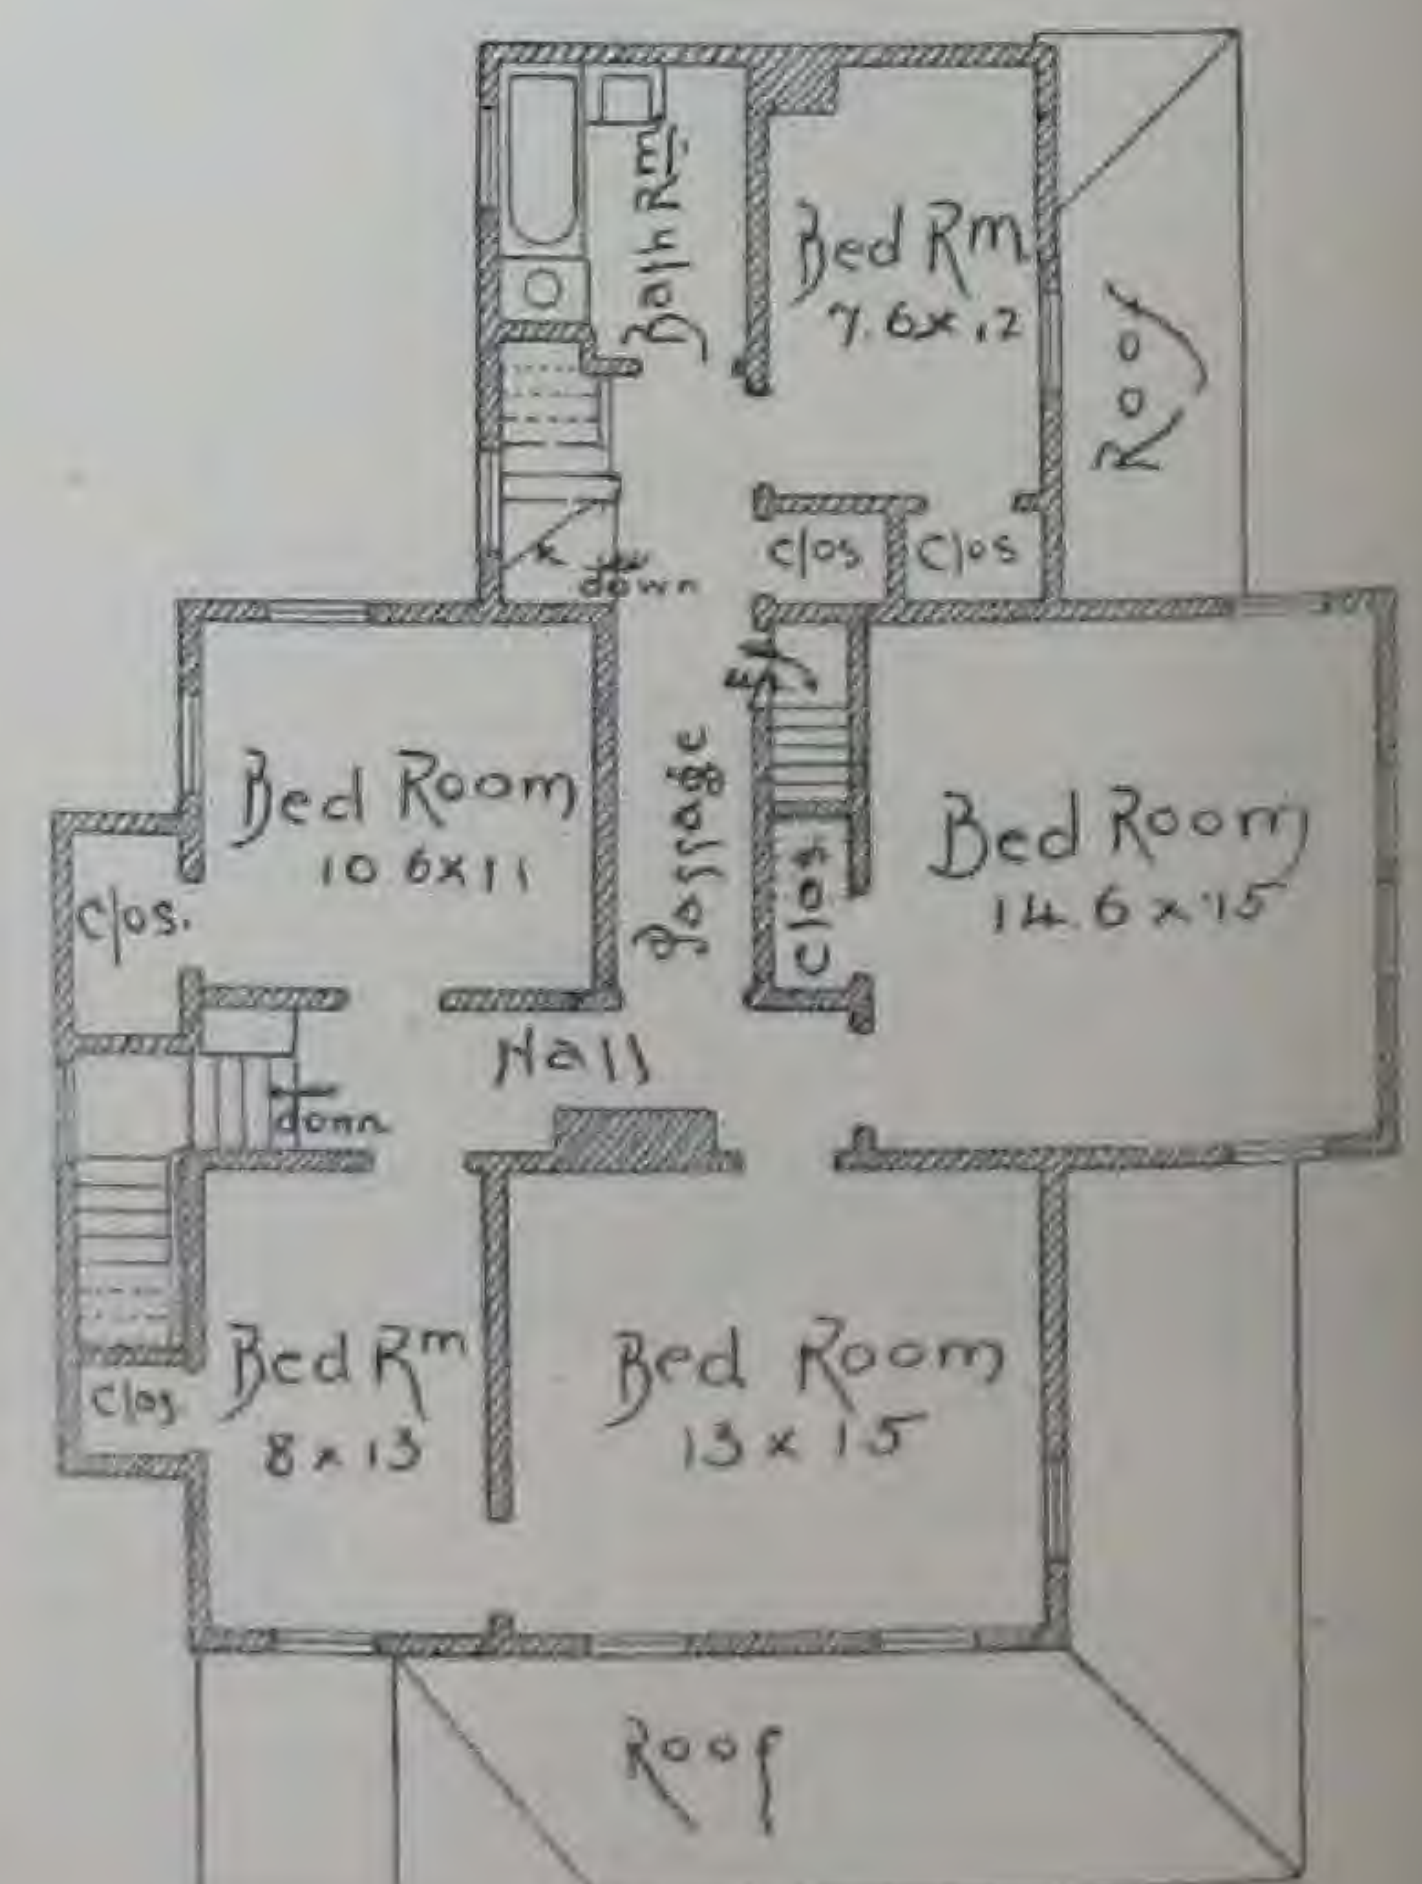 Bath Rm
Bed Rm
7.6 x 12
Roof
Clos
Clos
down
up
Bed Room
10.6 x 11
Passage
Clos
Bed Room
14.6 x 15
Clos.
Hall
down
Bed Rm
8 x 13
Bed Room
13 x 15
Clos.
Roof